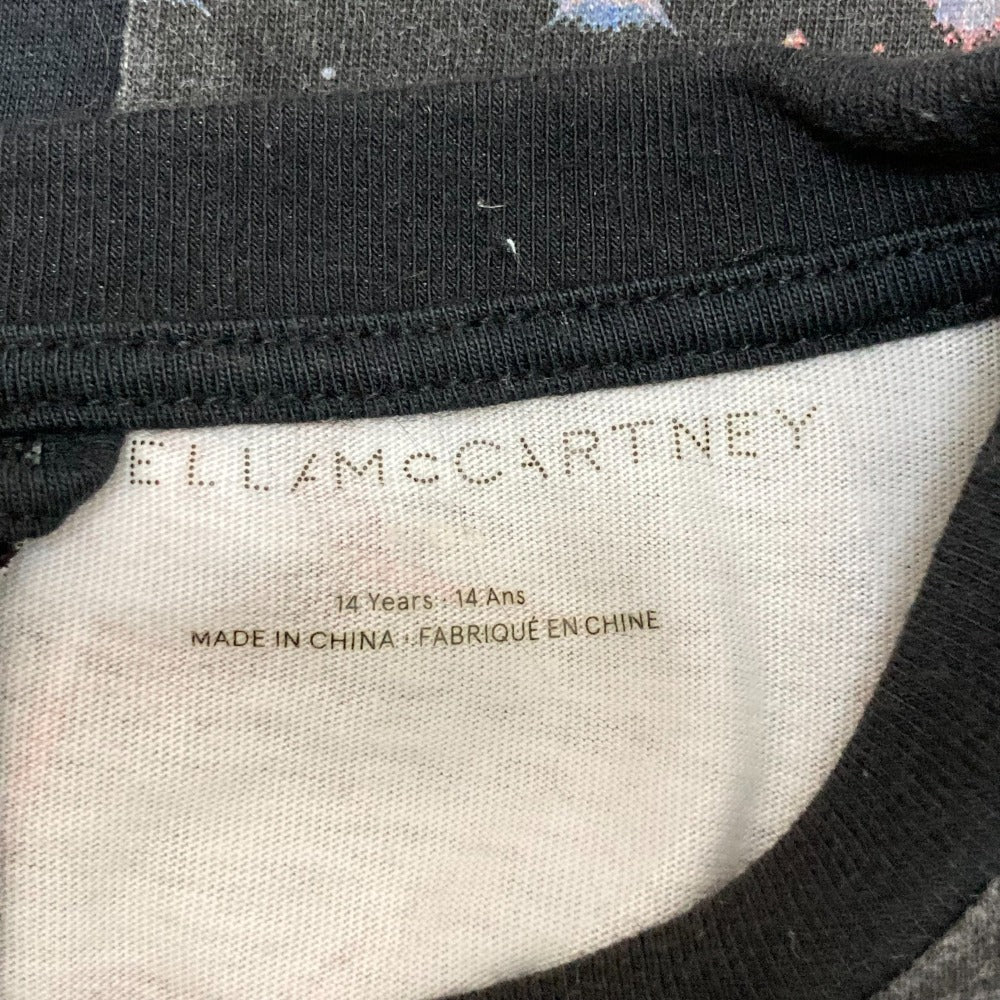 ELLAMCCARTNEY
14 Years : 14 Ans
MADE IN CHINA · FABRIQUÉ EN CHINE